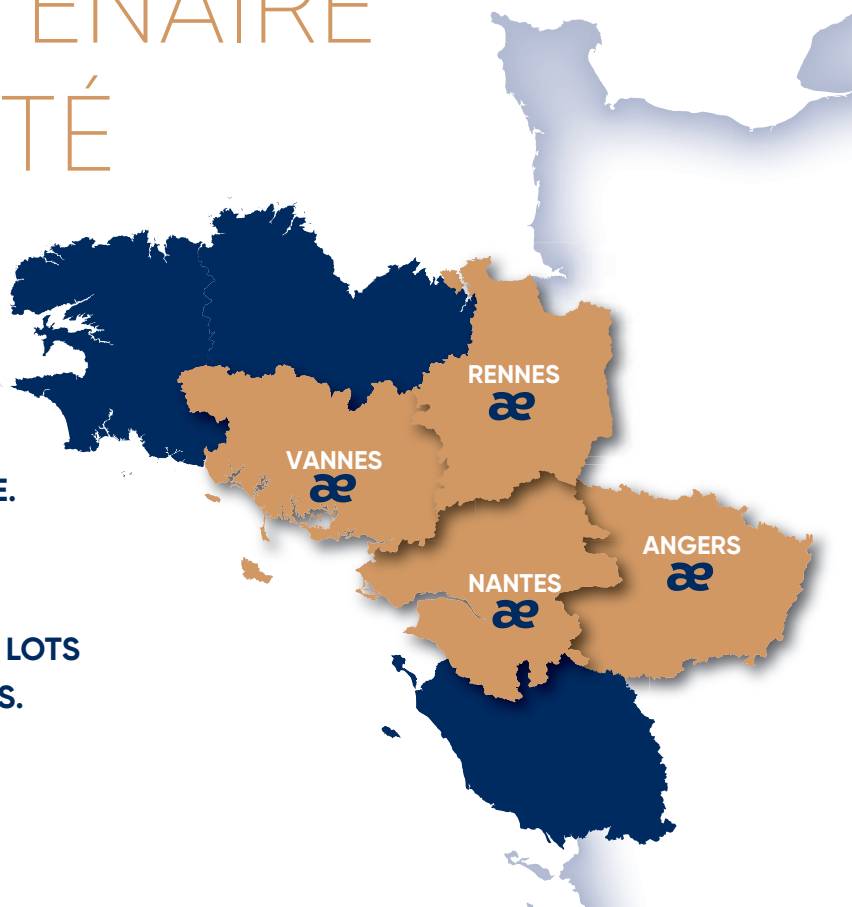 ENAIRE
TÉ
RENNES
æ
VANNES
æ
E.
ANGERS
æ
NANTES
æ
LOTS
S.